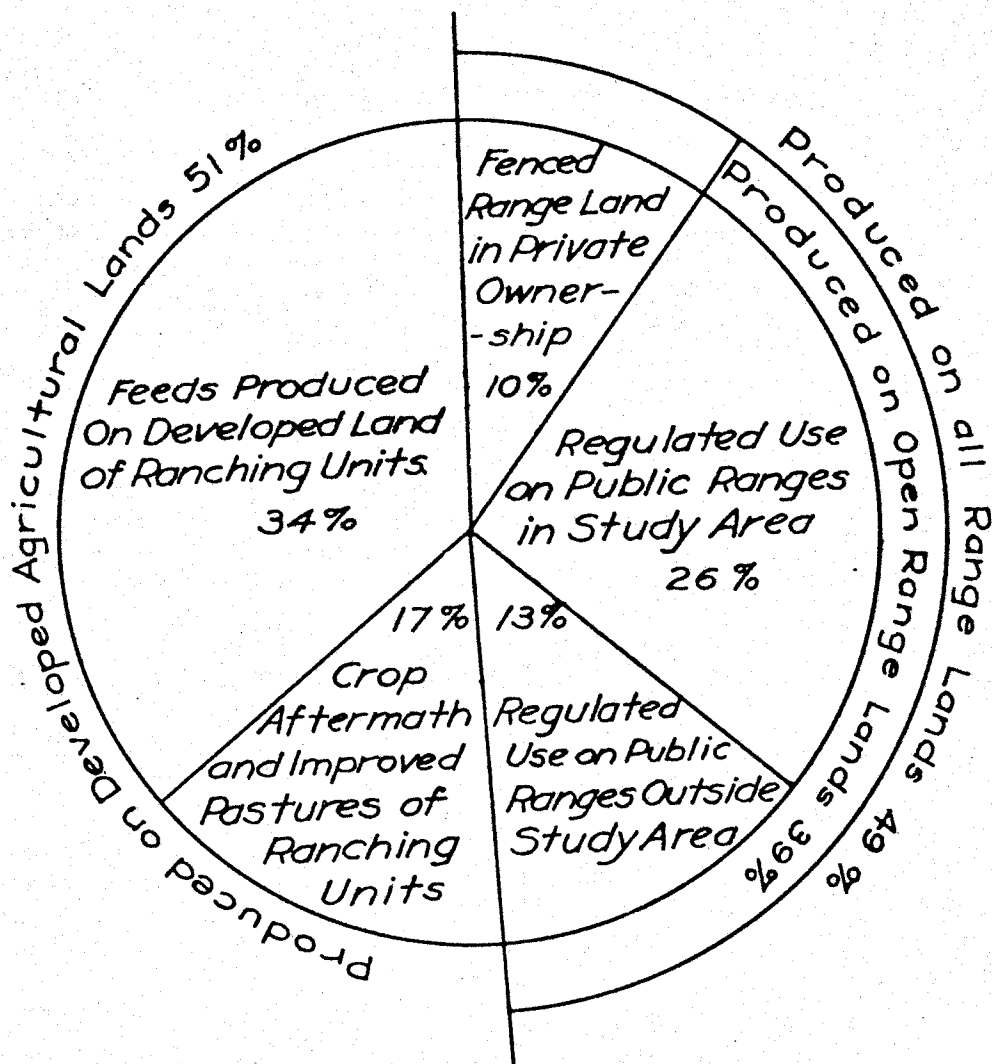 Produced on Developed Agricultural Lands 51%
Feeds Produced
On Developed Land
of Ranching Units.
34%
Fenced
Range Land
in Private
Owner-
-ship
10%
Produced on all Range Lands 49%
Produced on Open Range Lands 39%
Regulated Use
on Public Ranges
in Study Area
26%
17%
Crop
Aftermath
and Improved
Pastures of
Ranching
Units
13%
Regulated
Use on Public
Ranges Outside
Study Area